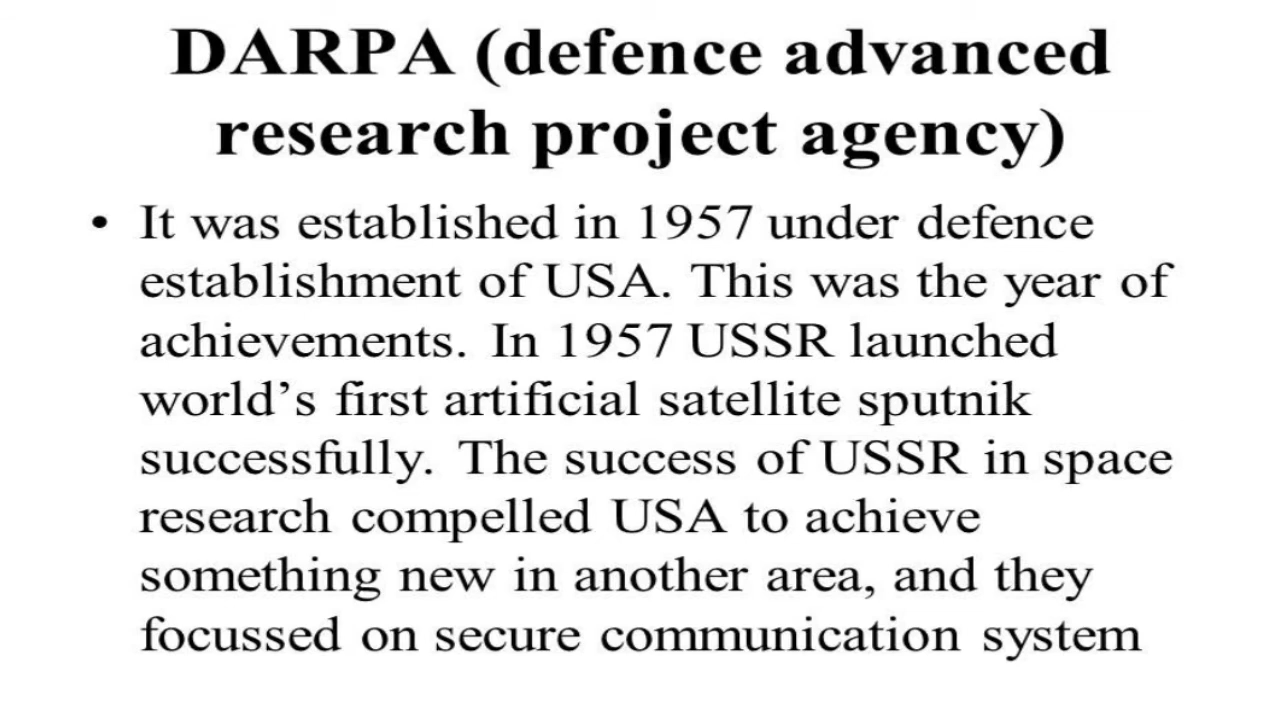 DARPA (defence advanced
research project agency)
• It was established in 1957 under defence
establishment of USA. This was the year of
achievements. In 1957 USSR launched
world’s first artificial satellite sputnik
successfully. The success of USSR in space
research compelled USA to achieve
something new in another area, and they
focussed on secure communication system